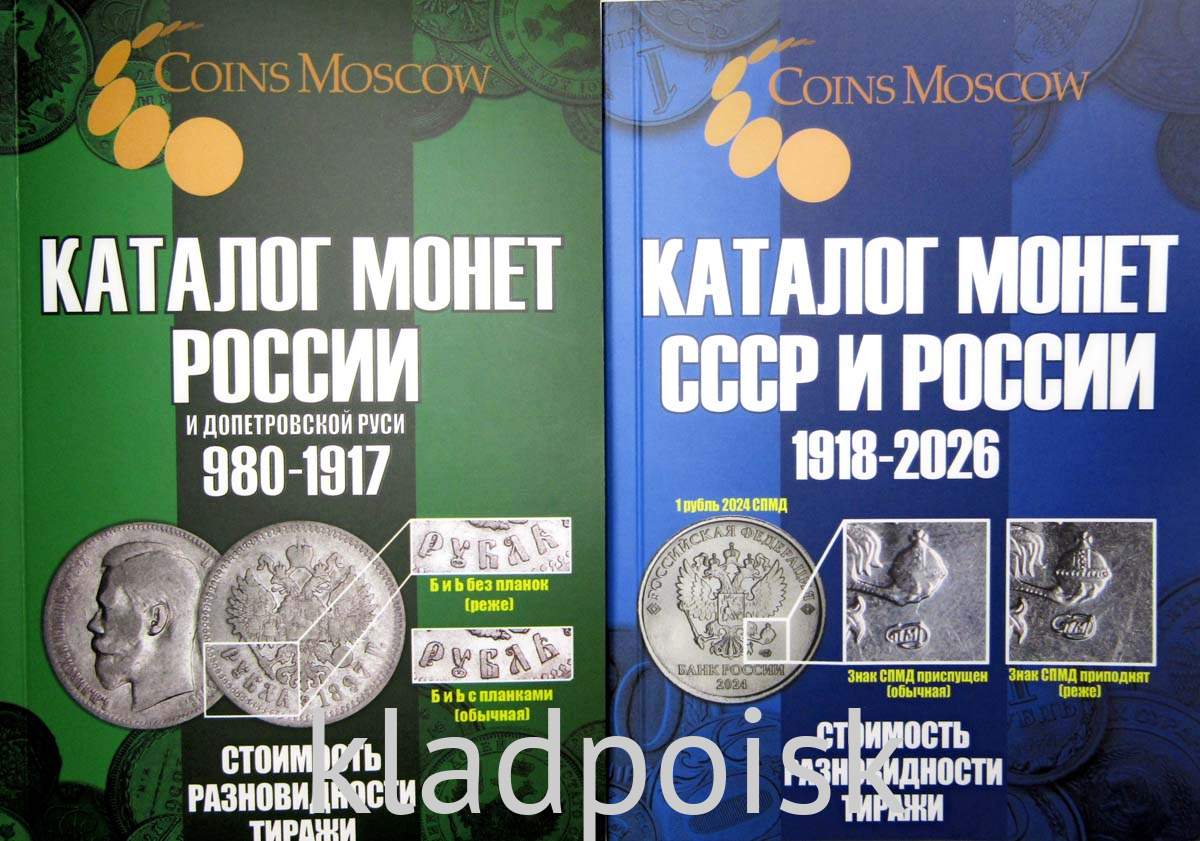 COINS MOSCOW
КАТАЛОГ МОНЕТ
РОССИИ
И ДОПЕТРОВСКОЙ РУСИ
980-1917
РУБЛЬ
Б и Ь без планок
(реже)
РУБЛЬ
Б и Ь с планками
(обычная)
РУБЛЬ 1897 Г
СТОИМОСТЬ
РАЗНОВИДНОСТИ
ТИРАЖИ
COINS MOSCOW
КАТАЛОГ МОНЕТ
СССР И РОССИИ
1918-2026
1 рубль 2024 СПМД
РОССИЙСКАЯ ФЕДЕРАЦИЯ
БАНК РОССИИ
2024
Знак СПМД приспущен
(обычная)
Знак СПМД приподнят
(реже)
СТОИМОСТЬ
РАЗНОВИДНОСТИ
ТИРАЖИ
kladpoisk